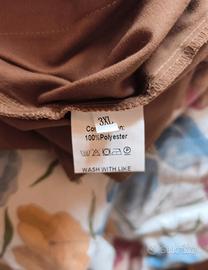 3XL
100%Polyester
WASH WITH LIKE